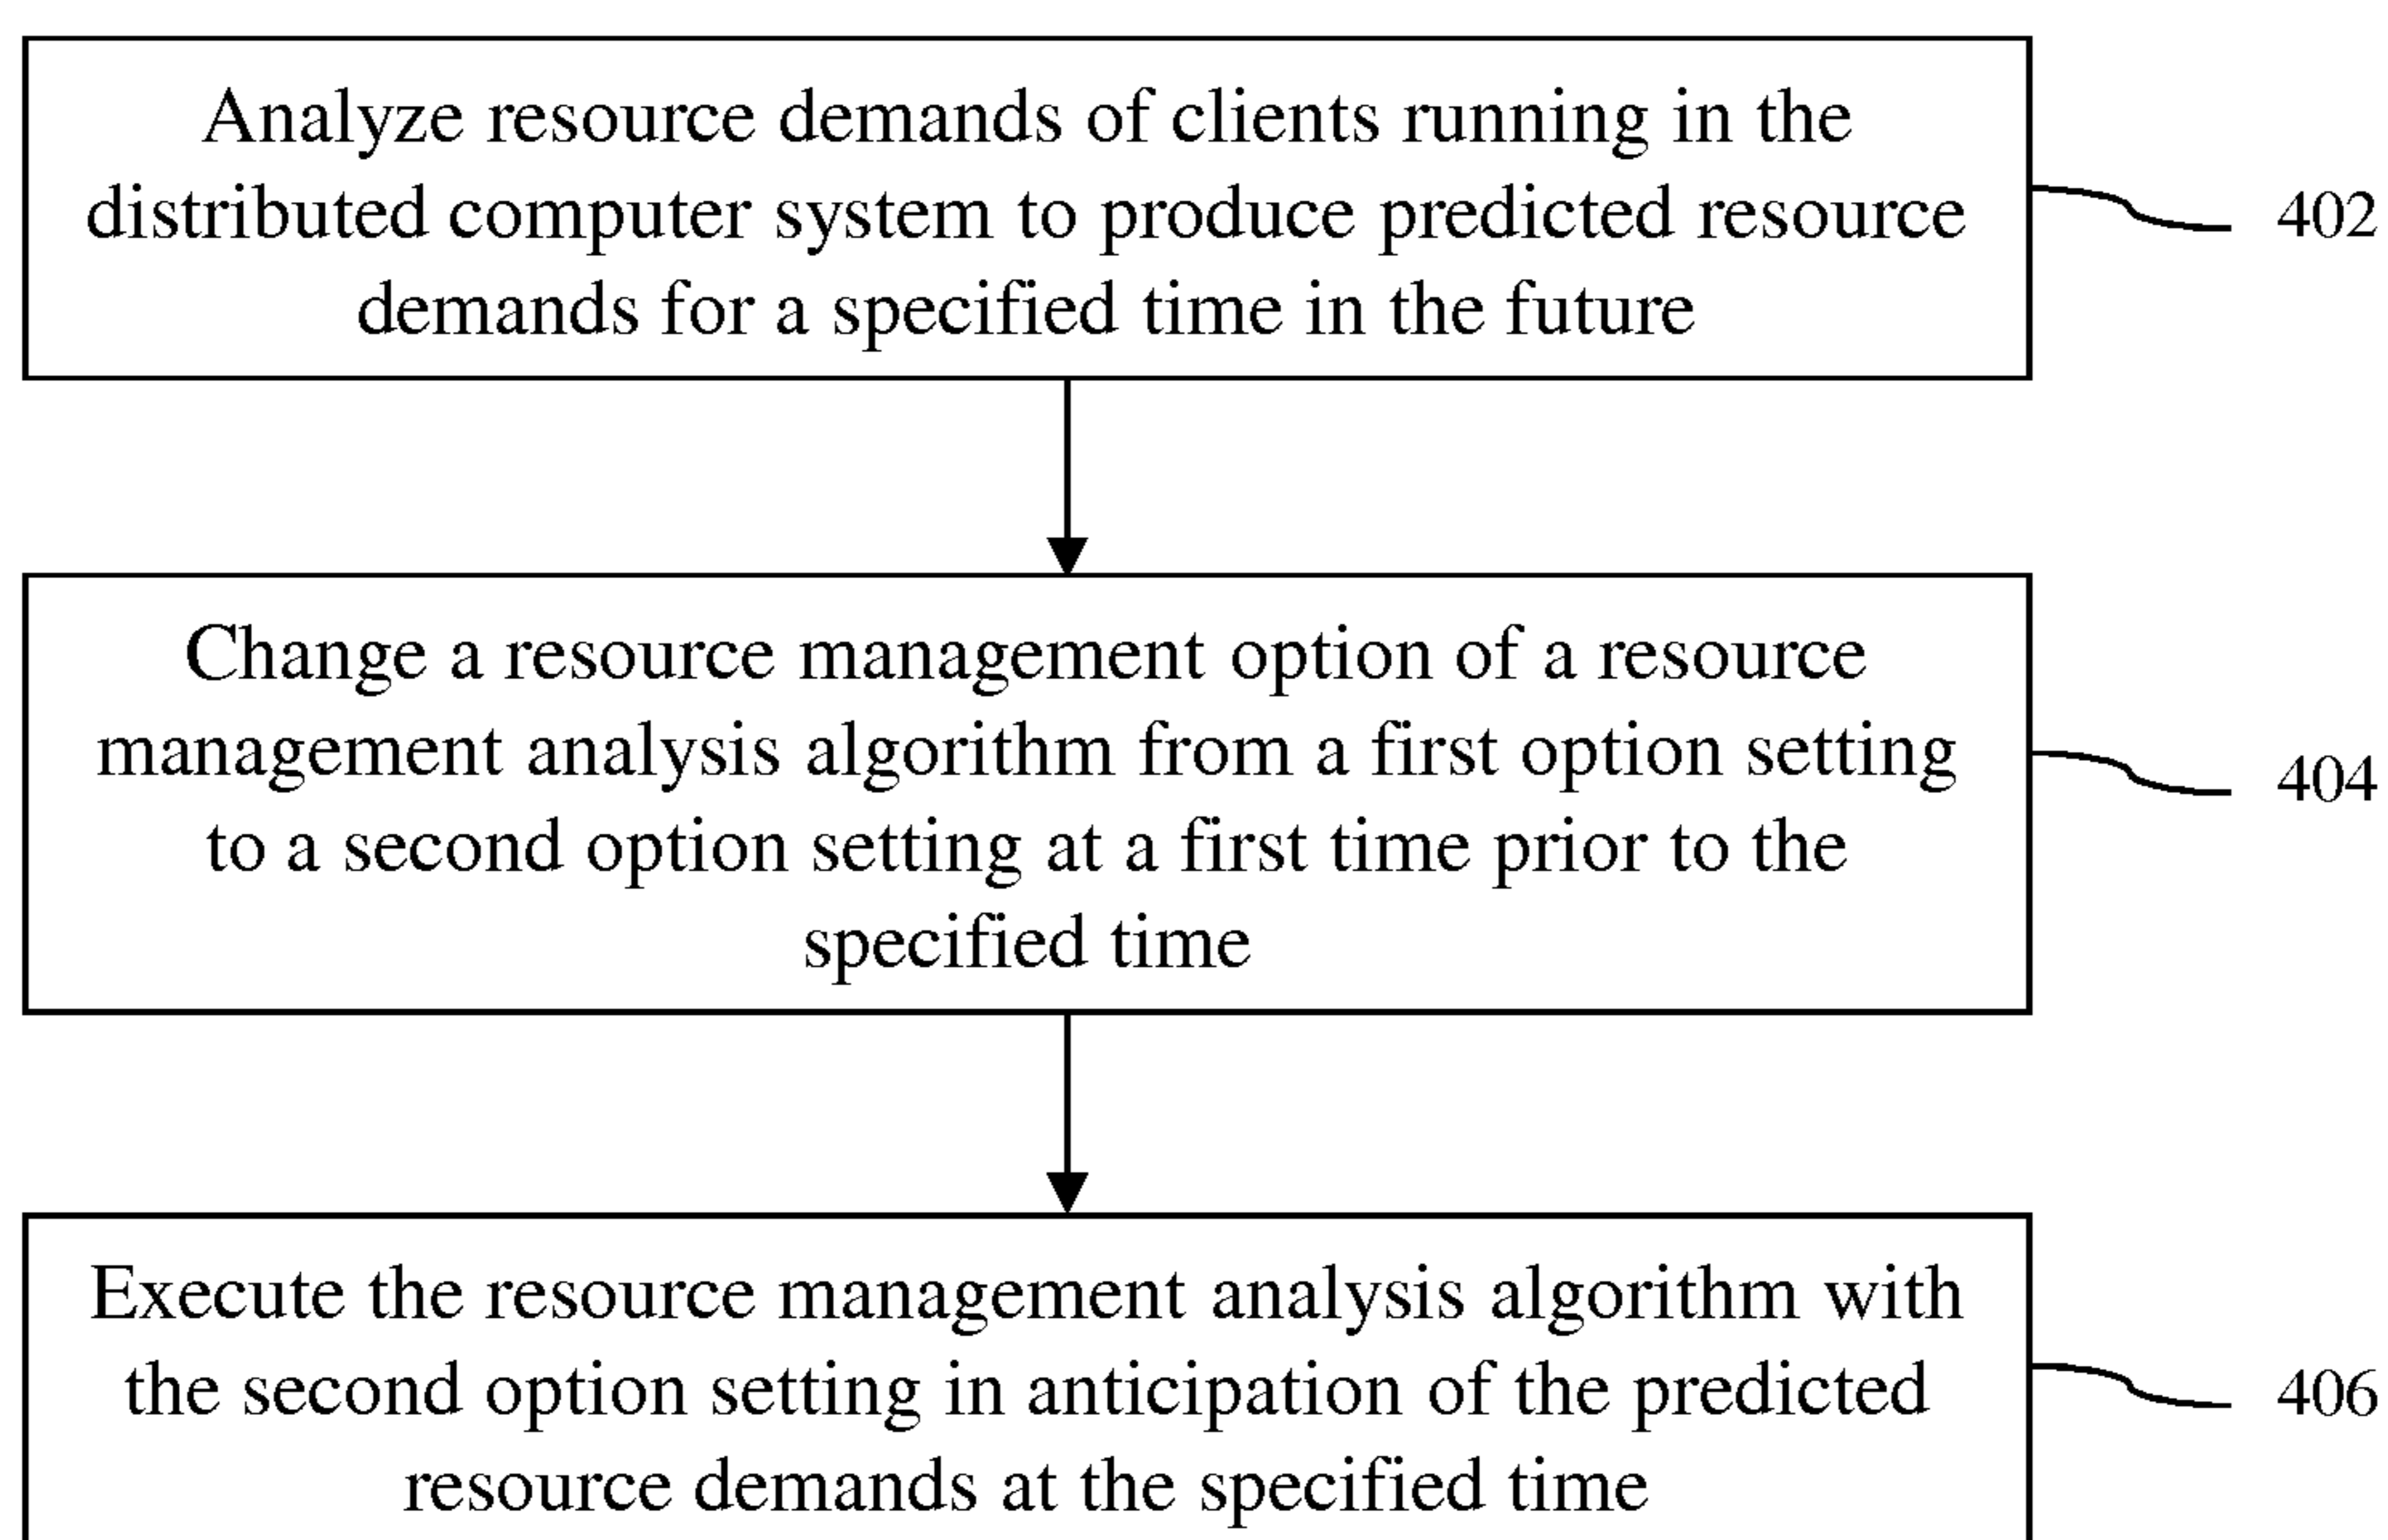 Analyze resource demands of clients running in the
distributed computer system to produce predicted resource
demands for a specified time in the future
402
Change a resource management option of a resource
management analysis algorithm from a first option setting
to a second option setting at a first time prior to the
specified time
404
Execute the resource management analysis algorithm with
the second option setting in anticipation of the predicted
resource demands at the specified time
406